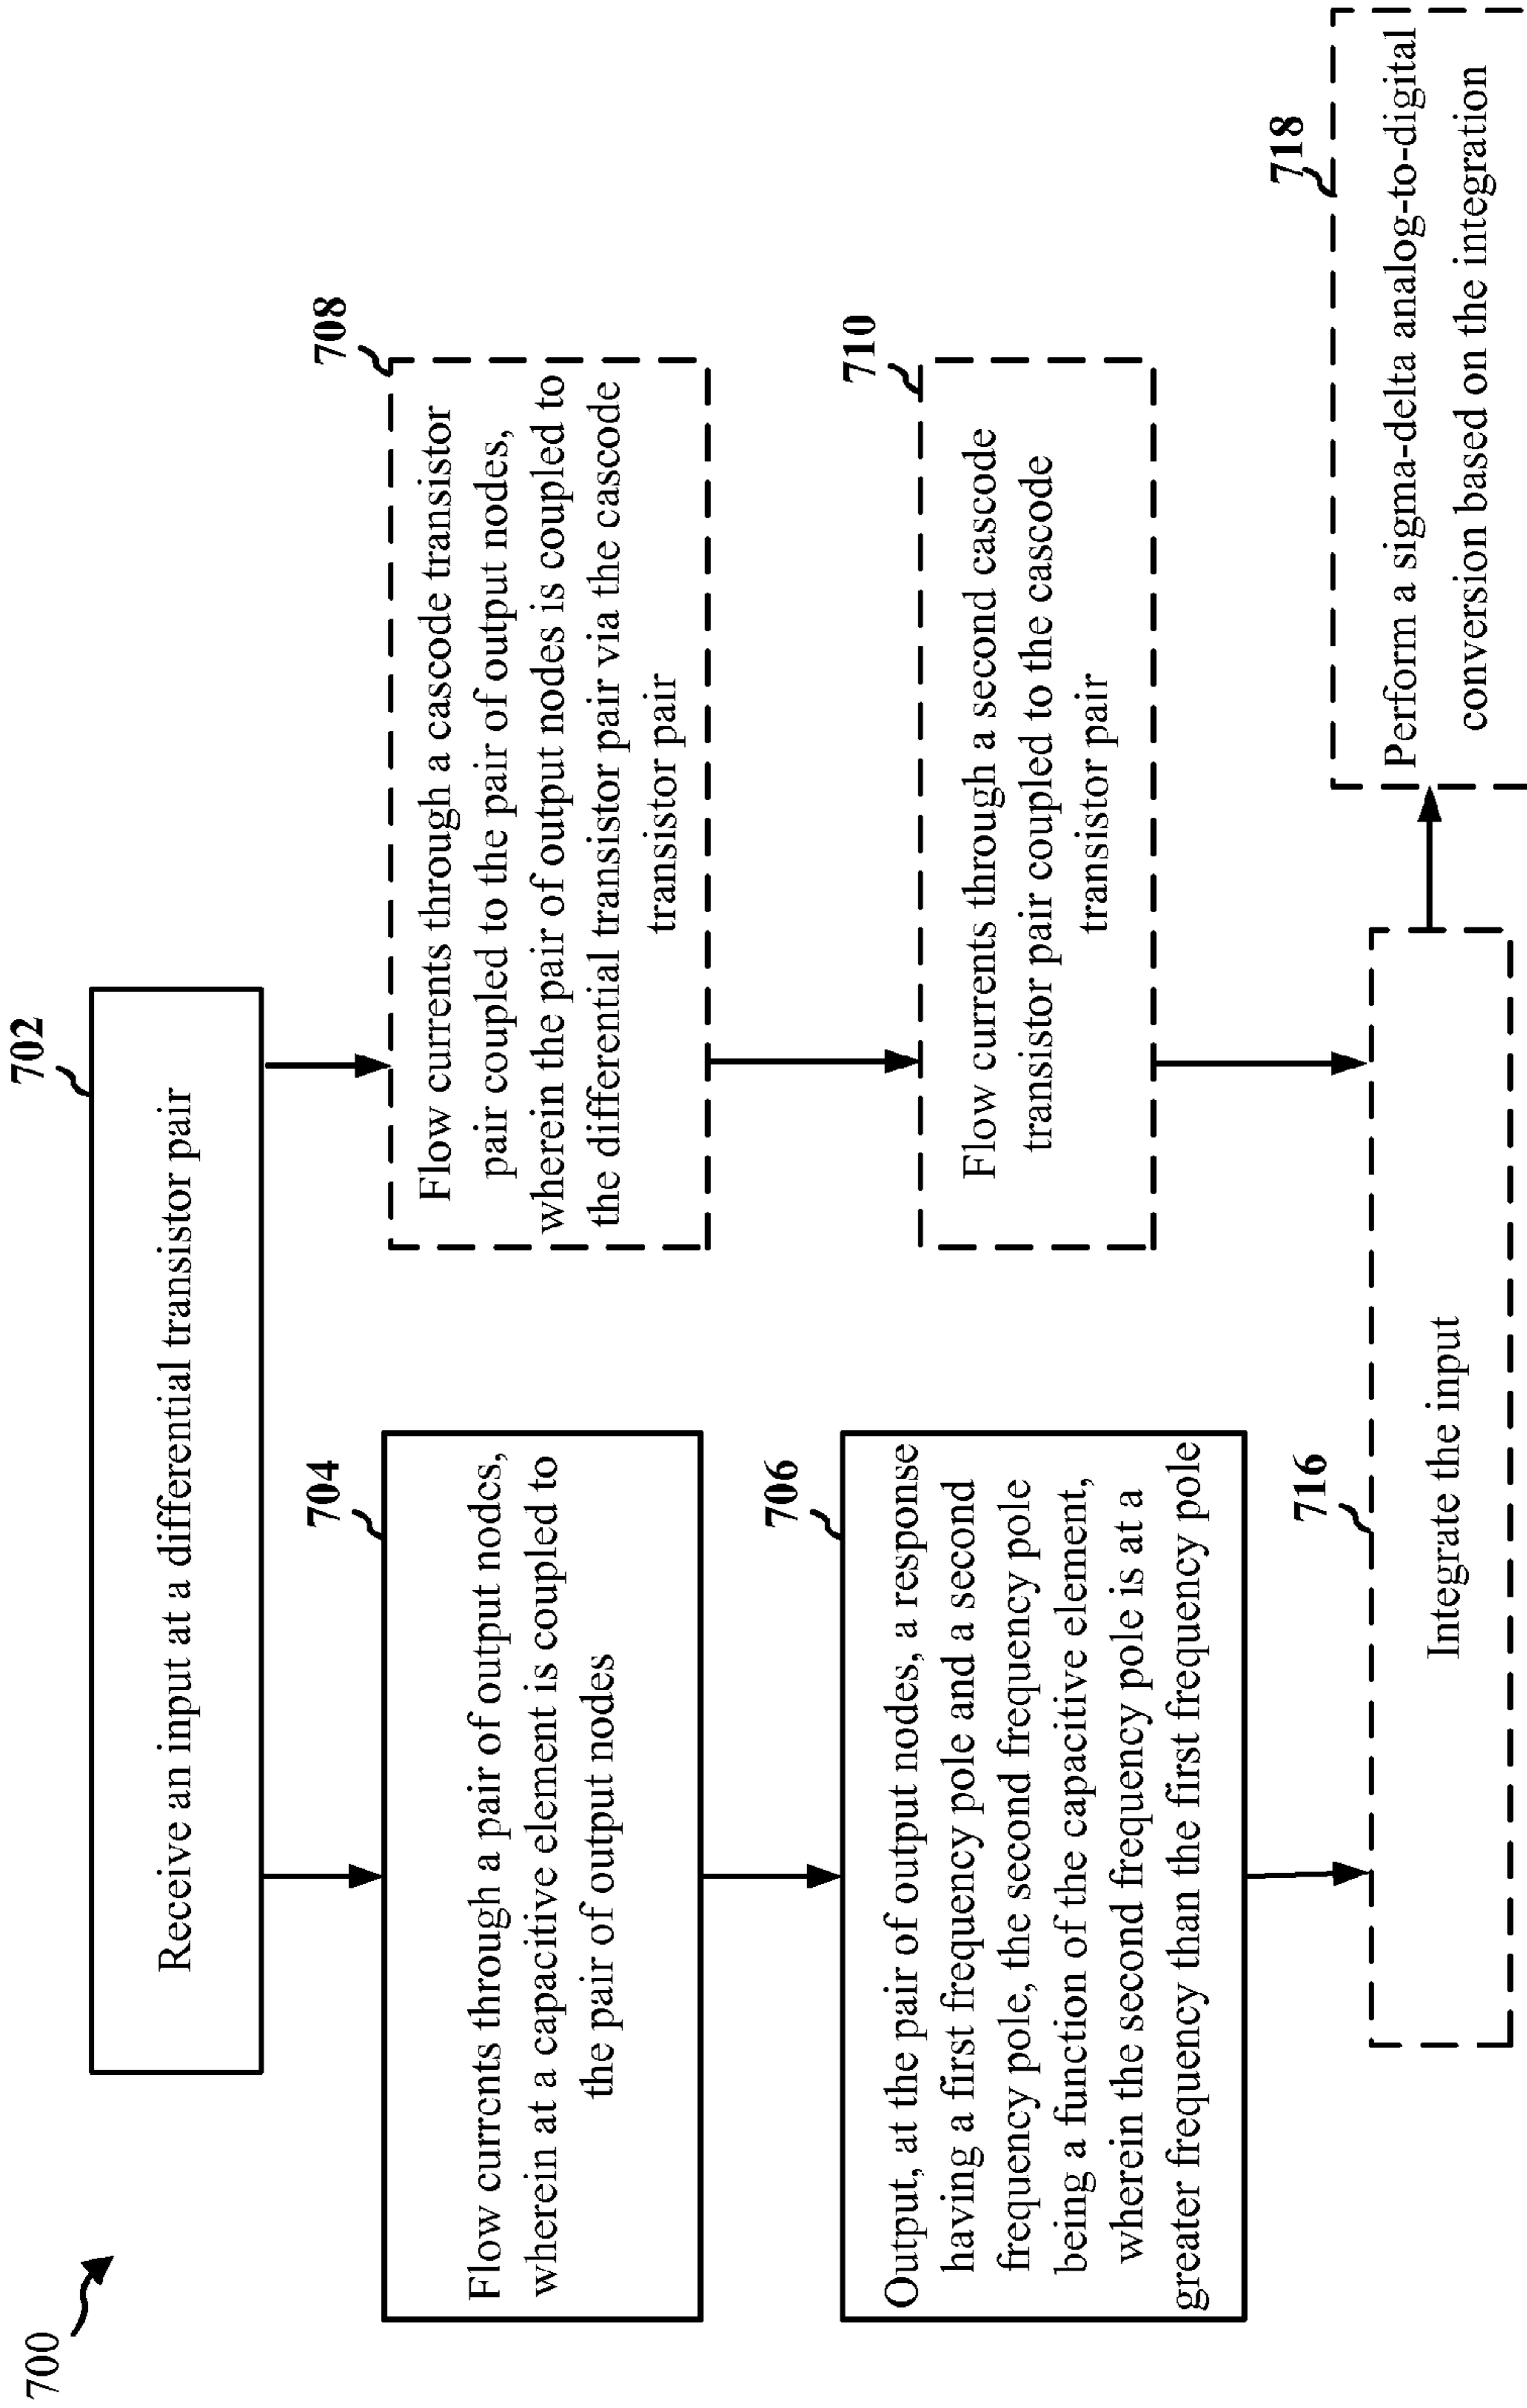 700
702
Receive an input at a differential transistor pair
704
Flow currents through a pair of output nodes,
wherein at a capacitive element is coupled to
the pair of output nodes
706
Output, at the pair of output nodes, a response
having a first frequency pole and a second
frequency pole, the second frequency pole
being a function of the capacitive element,
wherein the second frequency pole is at a
greater frequency than the first frequency pole
708
Flow currents through a cascode transistor
pair coupled to the pair of output nodes,
wherein the pair of output nodes is coupled to
the differential transistor pair via the cascode
transistor pair
710
Flow currents through a second cascode
transistor pair coupled to the cascode
transistor pair
716
Integrate the input
718
Perform a sigma-delta analog-to-digital
conversion based on the integration